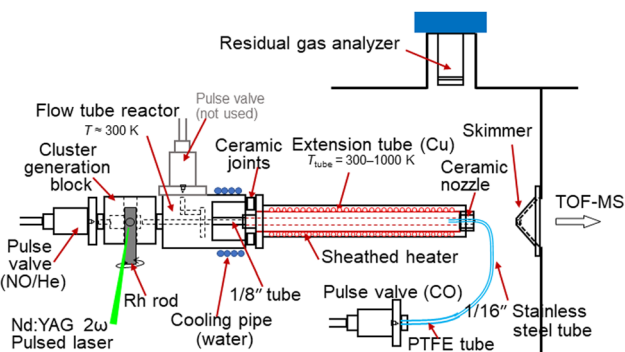 Residual gas analyzer
Pulse valve
(not used)
Flow tube reactor
T ≈ 300 K
Cluster
generation
block
Ceramic
joints
Extension tube (Cu)
Ttube = 300–1000 K
Skimmer
Ceramic
nozzle
TOF-MS
Pulse
valve
(NO/He)
Rh rod
Nd:YAG 2ω
Pulsed laser
Cooling pipe
(water)
1/8″ tube
Sheathed heater
Pulse valve (CO)
1/16″ Stainless
steel tube
PTFE tube